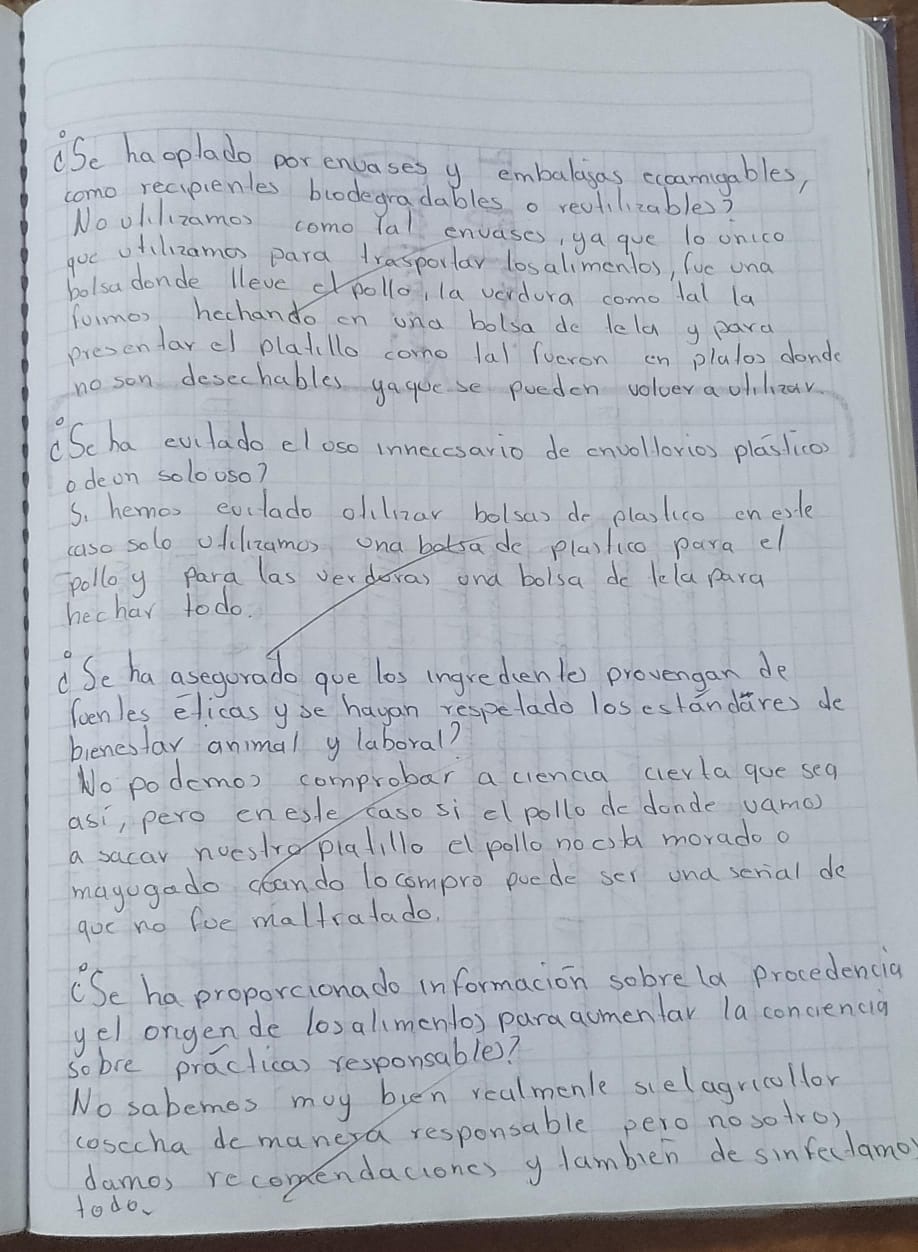 ¿Se ha optado por envases y embalajas ecoamigables,
como recipientes biodegradables o reutilizables?
No utilizamos como tal envases, ya que lo único
que utilizamos para trasportar los alimentos, fue una
bolsa donde lleve el pollo, la verdura como tal la
fuimos hechando en una bolsa de tela y para
presentar el platillo como tal fueron en platos donde
no son desechables ya que se pueden volver a utilizar.
¿Se ha evitado el uso innecesario de envoltorios plásticos
o de un solo uso?
Si hemos evitado utilizar bolsas de plastico en este
caso solo utilizamos una bolsa de plastico para el
pollo y para las verduras una bolsa de tela para
hechar todo.
¿Se ha asegurado que los ingredientes provengan de
fuentes eticas y se hayan respetado los estándares de
bienestar animal y laboral?
No podemos comprobar a ciencia cierta que sea
así, pero en este caso si el pollo de donde vamos
a sacar nuestro platillo el pollo no esta morado o
mayugado cuando lo compro puede ser una señal de
que no fue maltratado.
¿Se ha proporcionado información sobre la procedencia
y el origen de los alimentos para aumentar la conciencia
sobre prácticas responsables?
No sabemos muy bien realmente si el agricultor
cosecha de manera responsable pero nosotros
damos recomendaciones y tambien desinfectamos
todo.